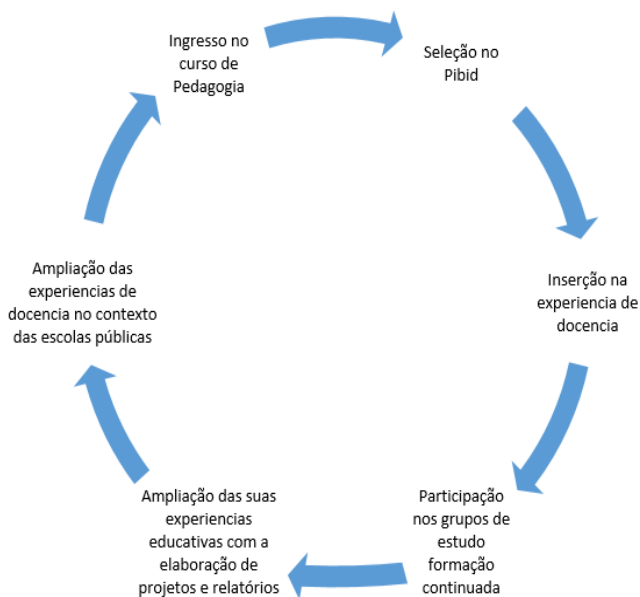 Ingresso no
curso de
Pedagogia
Seleção no
Pibid
Inserção na
experiencia de
docencia
Participação
nos grupos de
estudo
formação
continuada
Ampliação das suas
experiencias
educativas com a
elaboração de
projetos e relatórios
Ampliação das
experiencias de
docencia no contexto
das escolas públicas